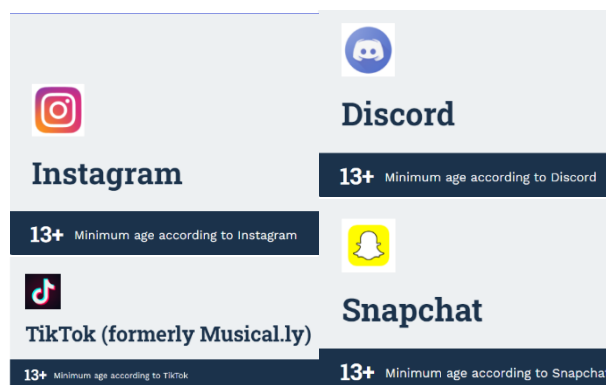 Instagram
13+ Minimum age according to Instagram
TikTok (formerly Musical.ly)
13+ Minimum age according to TikTok
Discord
13+ Minimum age according to Discord
Snapchat
13+ Minimum age according to Snapcha